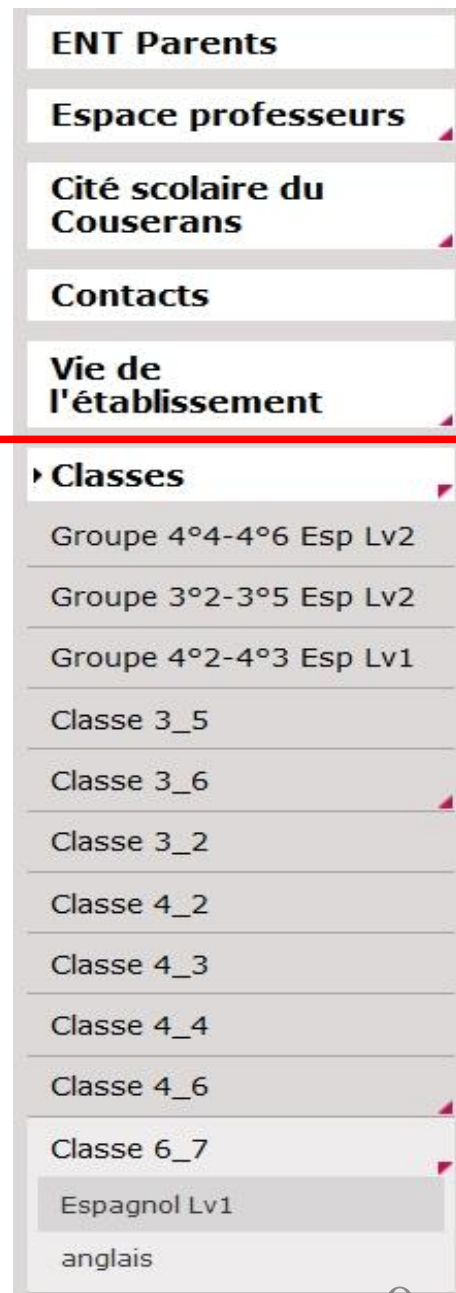 ENT Parents
Espace professeurs
Cité scolaire du
Couserans
Contacts
Vie de
l'établissement
Classes
Groupe 4°4-4°6 Esp Lv2
Groupe 3°2-3°5 Esp Lv2
Groupe 4°2-4°3 Esp Lv1
Classe 3_5
Classe 3_6
Classe 3_2
Classe 4_2
Classe 4_3
Classe 4_4
Classe 4_6
Classe 6_7
Espagnol Lv1
anglais